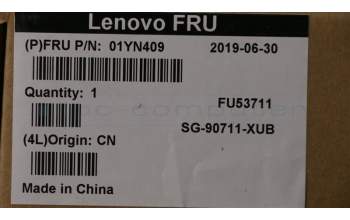 Lenovo FRU
(P)FRU P/N: 01YN409 2019-06-30
Quantity: 1
FU53711
SG-90711-XUB
(4L)Origin: CN
Made in China